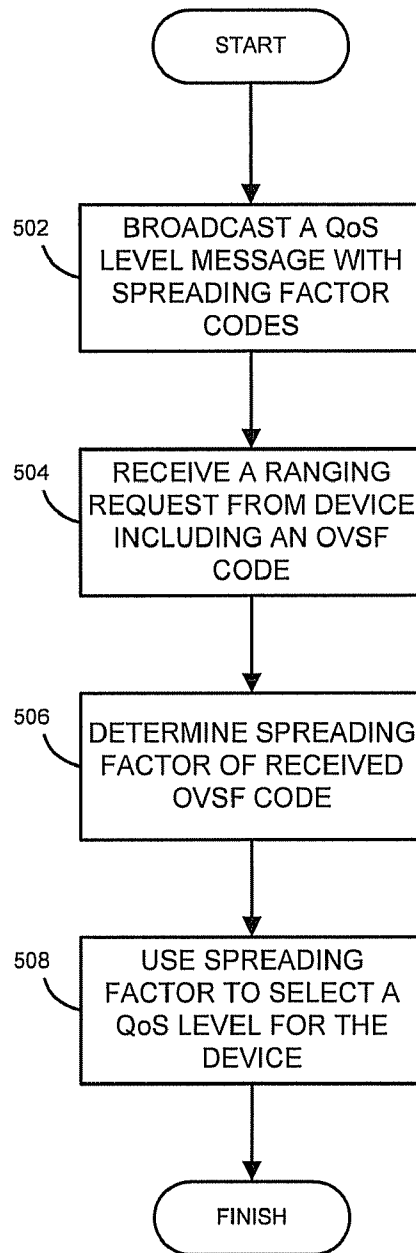 START
502
BROADCAST A QoS
LEVEL MESSAGE WITH
SPREADING FACTOR
CODES
504
RECEIVE A RANGING
REQUEST FROM DEVICE
INCLUDING AN OVSF
CODE
506
DETERMINE SPREADING
FACTOR OF RECEIVED
OVSF CODE
508
USE SPREADING
FACTOR TO SELECT A
QoS LEVEL FOR THE
DEVICE
FINISH